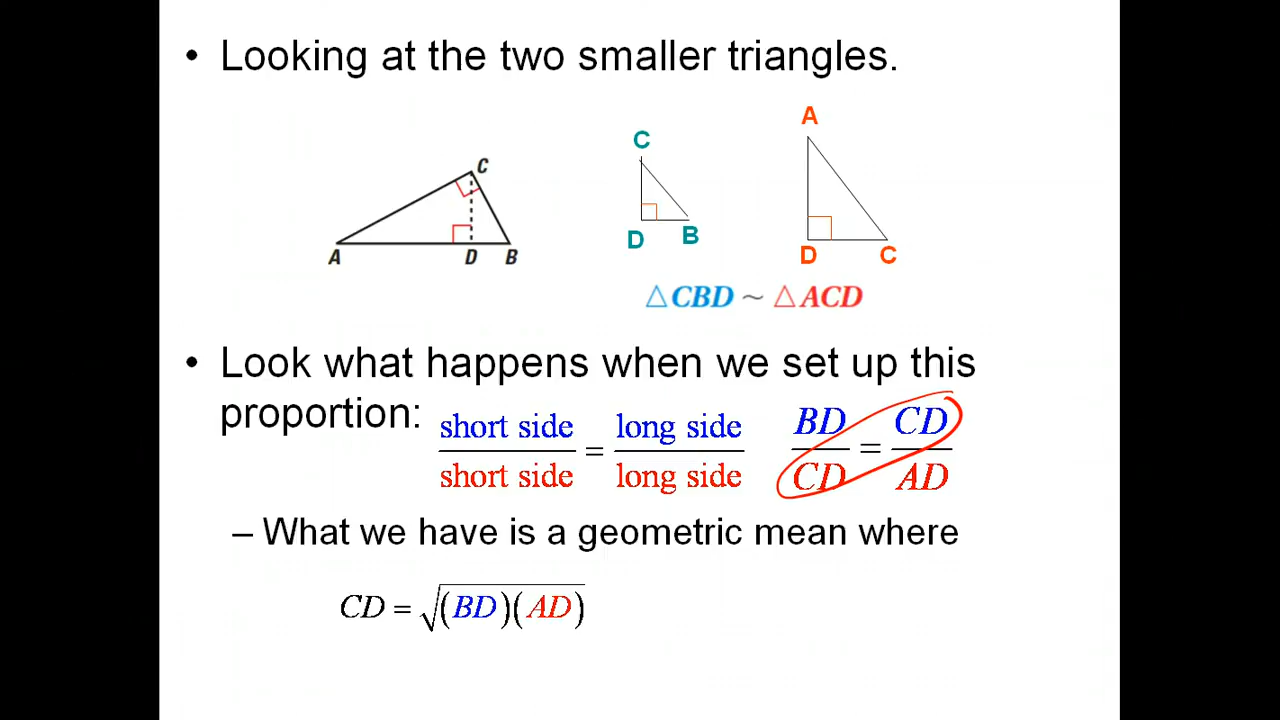 • Looking at the two smaller triangles.
C
A D B
C
D B
A
D C
△CBD ~ △ACD
• Look what happens when we set up this
proportion: short side / short side = long side / long side BD / CD = CD / AD
– What we have is a geometric mean where
CD = √(BD)(AD)